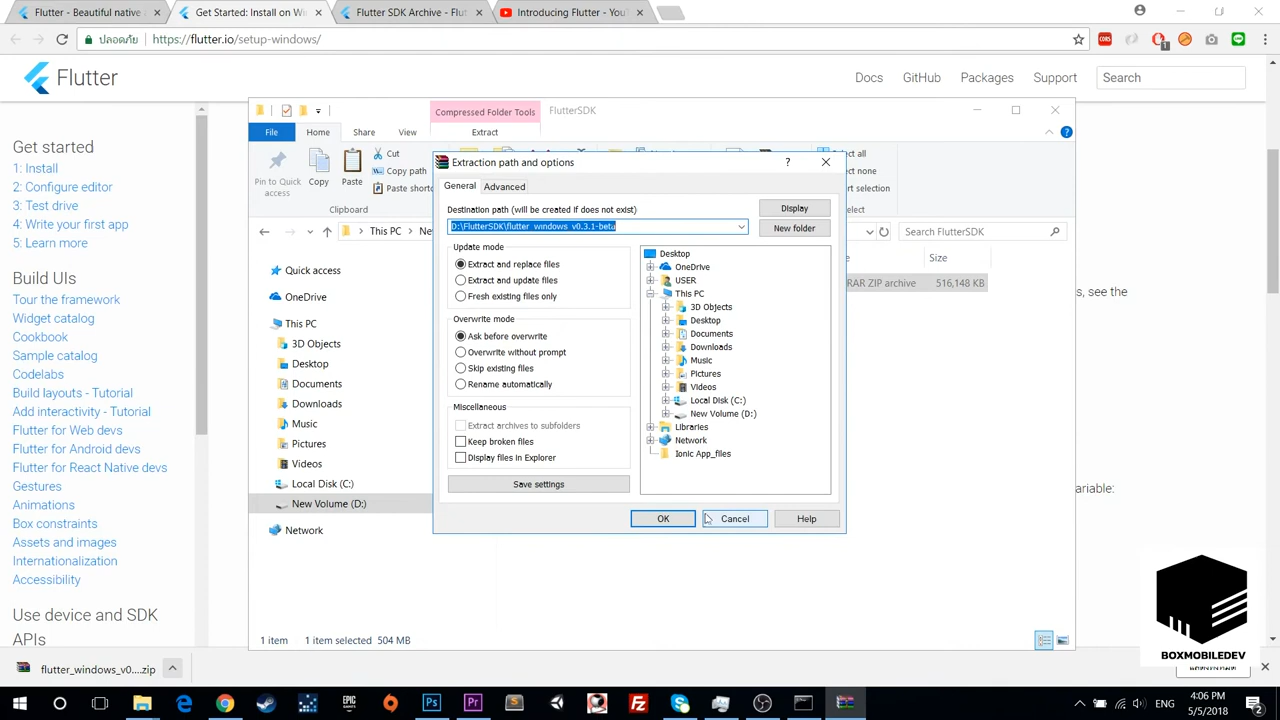 Flutter - Beautiful native
Get Started: Install on Win
Flutter SDK Archive - Flut
Introducing Flutter - You
ปลอดภัย
https://flutter.io/setup-windows/
Flutter
Docs
GitHub
Packages
Support
Search
Get started
1: Install
2: Configure editor
3: Test drive
4: Write your first app
5: Learn more
Build UIs
Tour the framework
Widget catalog
Cookbook
Sample catalog
Codelabs
Build layouts - Tutorial
Add interactivity - Tutorial
Flutter for Web devs
Flutter for Android devs
Flutter for React Native devs
Gestures
Animations
Box constraints
Assets and images
Internationalization
Accessibility
Use device and SDK
APIs
s, see the
ariable:
Compressed Folder Tools
FlutterSDK
File
Home
Share
View
Extract
Pin to Quick
access
Copy
Paste
Cut
Copy path
Paste shortc
Clipboard
ect all
ect none
rt selection
elect
This PC
Search FlutterSDK
Size
RAR ZIP archive
516,148 KB
Quick access
OneDrive
This PC
3D Objects
Desktop
Documents
Downloads
Music
Pictures
Videos
Local Disk (C:)
New Volume (D:)
Network
1 item
1 item selected
504 MB
Extraction path and options
General
Advanced
Destination path (will be created if does not exist)
D:\FlutterSDK\flutter_windows_v0.3.1-beta
Display
New folder
Update mode
Extract and replace files
Extract and update files
Fresh existing files only
Overwrite mode
Ask before overwrite
Overwrite without prompt
Skip existing files
Rename automatically
Miscellaneous
Extract archives to subfolders
Keep broken files
Display files in Explorer
Save settings
Desktop
OneDrive
USER
This PC
3D Objects
Desktop
Documents
Downloads
Music
Pictures
Videos
Local Disk (C:)
New Volume (D:)
Libraries
Network
Ionic App_files
OK
Cancel
Help
BOXMOBILEDEV
flutter_windows_v0....zip
ENG
4:06 PM
5/5/2018